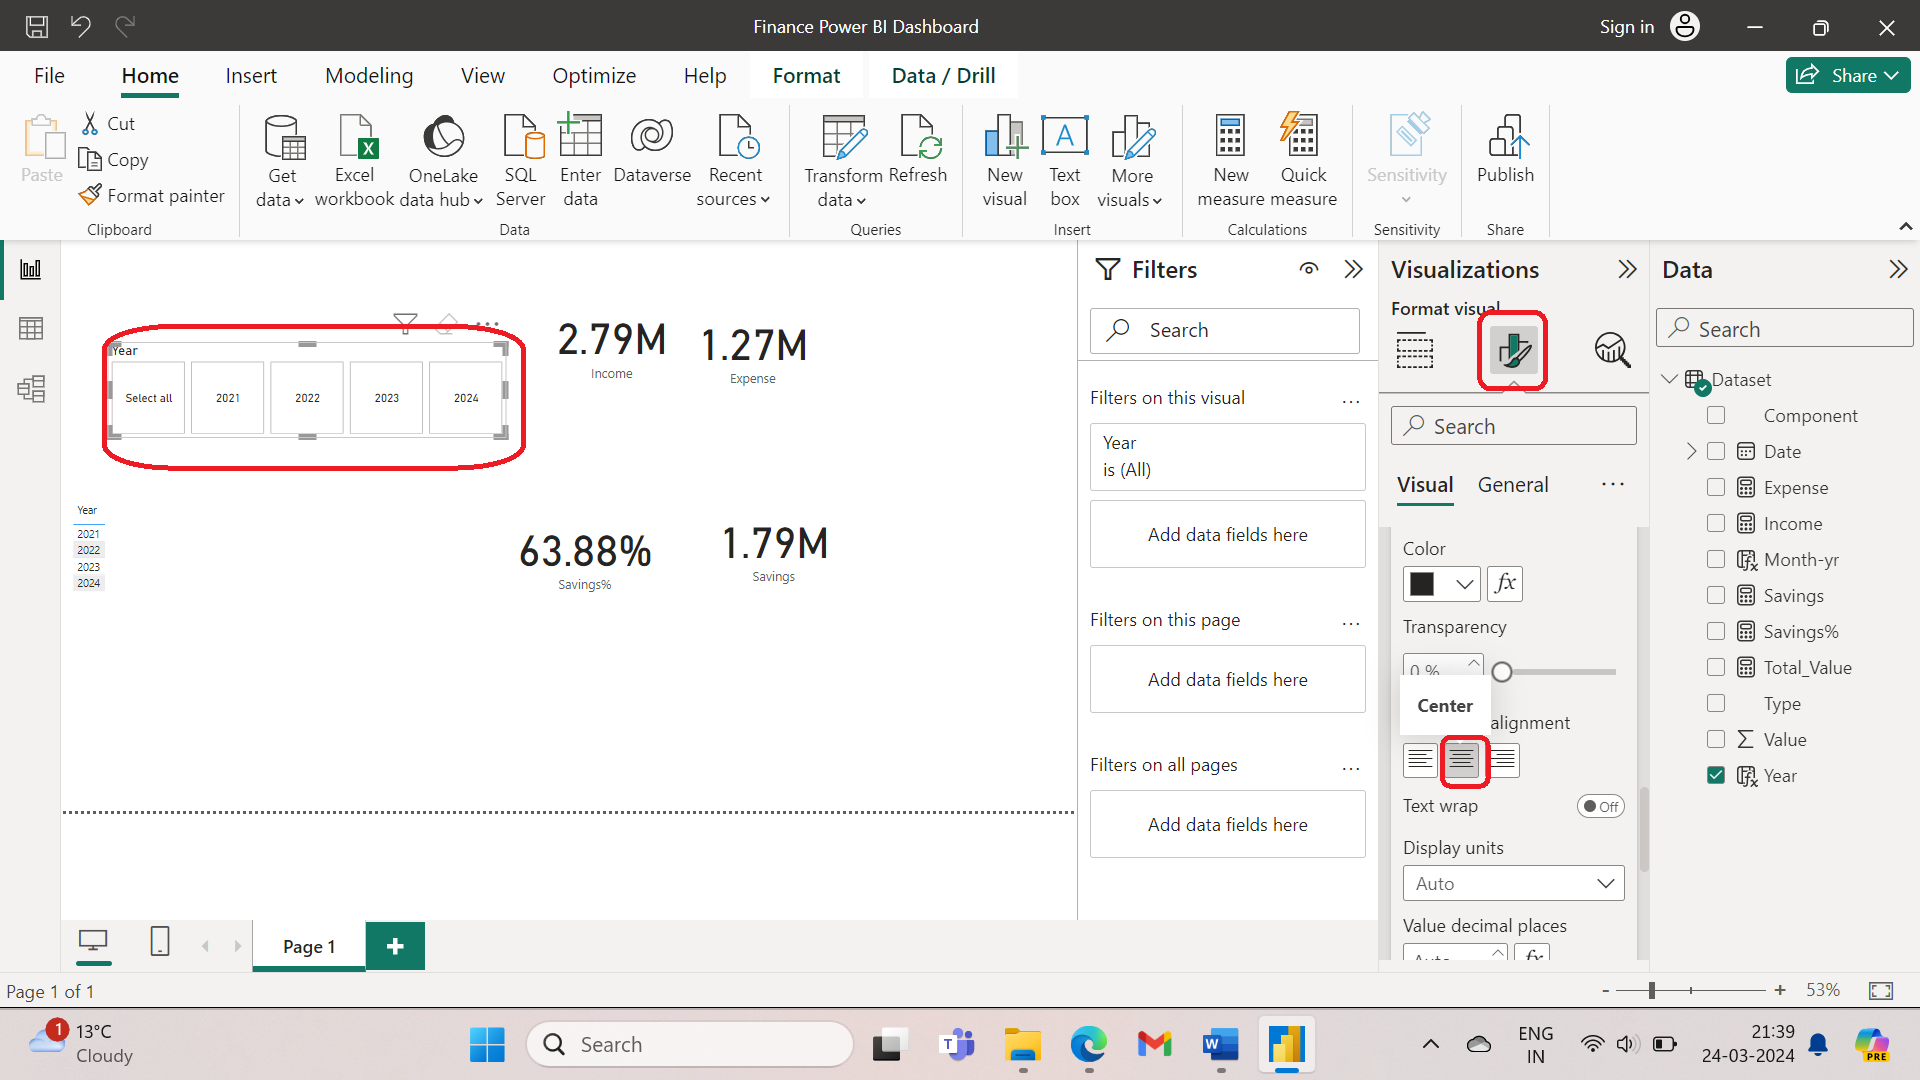 Finance Power BI Dashboard
Sign in
File
Home
Insert
Modeling
View
Optimize
Help
Format
Data / Drill
Share
Paste
Cut
Copy
Format painter
Clipboard
Get data
Excel workbook
OneLake data hub
SQL Server
Enter data
Dataverse
Recent sources
Data
Transform data
Refresh
Queries
New visual
A
Text box
More visuals
Insert
New measure
Quick measure
Calculations
Sensitivity
Sensitivity
Publish
Share
Year
Select all
2021
2022
2023
2024
2.79M
Income
1.27M
Expense
Year
2021
2022
2023
2024
63.88%
Savings%
1.79M
Savings
Filters
Search
Filters on this visual
...
Year
is (All)
Add data fields here
Filters on this page
...
Add data fields here
Filters on all pages
...
Add data fields here
Visualizations
Format visual
Search
Visual
General
...
Color
fx
Transparency
0 %
Center
alignment
Text wrap
Off
Display units
Auto
Value decimal places
Auto
fx
Data
Search
Dataset
Component
Date
Expense
Income
Month-yr
Savings
Savings%
Total_Value
Type
Value
Year
Page 1
+
Page 1 of 1
-
+
53%
1
13°C
Cloudy
Search
ENG
IN
21:39
24-03-2024
PRE